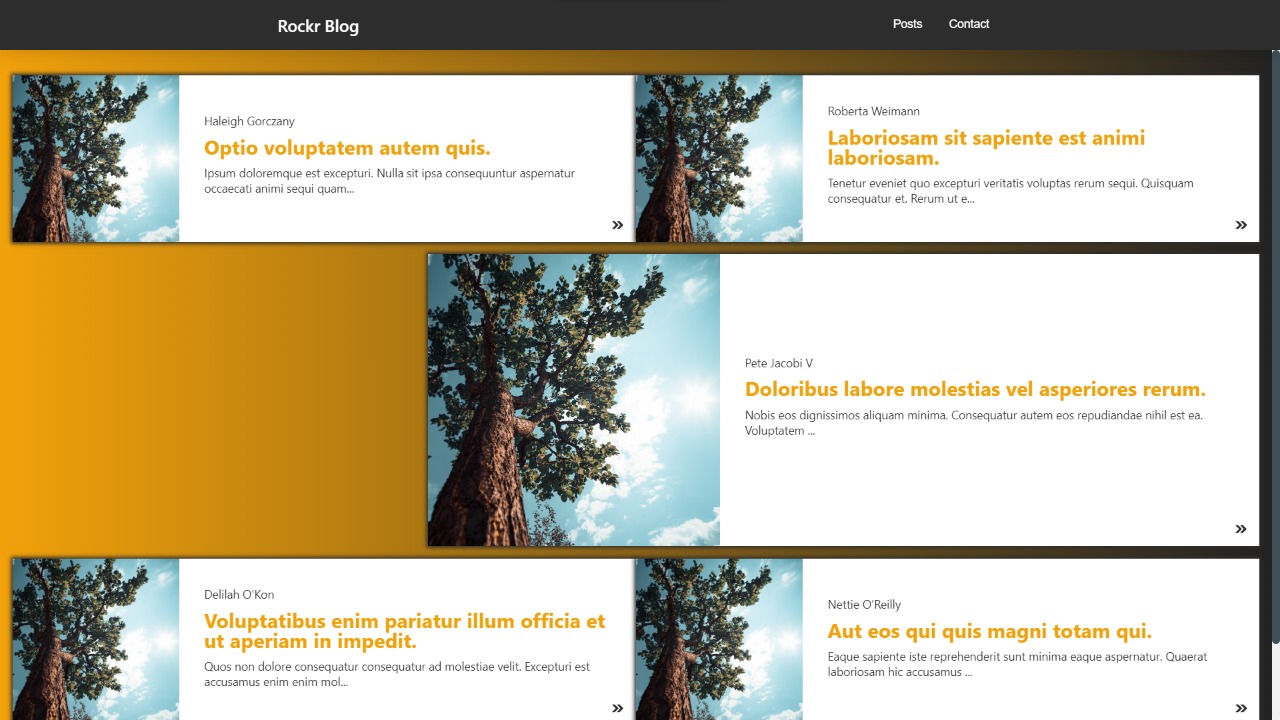 Rockr Blog
Posts
Contact
Haleigh Gorczany
Optio voluptatem autem quis.
Ipsum doloremque est excepturi. Nulla sit ipsa consequuntur aspernatur
occaecati animi sequi quam...
»
Roberta Weimann
Laboriosam sit sapiente est animi
laboriosam.
Tenetur eveniet quo excepturi veritatis voluptas rerum sequi. Quisquam
consequatur et. Rerum ut e...
»
Pete Jacobi V
Doloribus labore molestias vel asperiores rerum.
Nobis eos dignissimos aliquam minima. Consequatur autem eos repudiandae nihil est ea.
Voluptatem ...
»
Delilah O'Kon
Voluptatibus enim pariatur illum officia et
ut aperiam in impedit.
Quos non dolore consequatur consequatur ad molestiae velit. Excepturi est
accusamus enim enim mol...
»
Nettie O'Reilly
Aut eos qui quis magni totam qui.
Eaque sapiente iste reprehenderit sunt minima eaque aspernatur. Quaerat
laboriosam hic accusamus ...
»